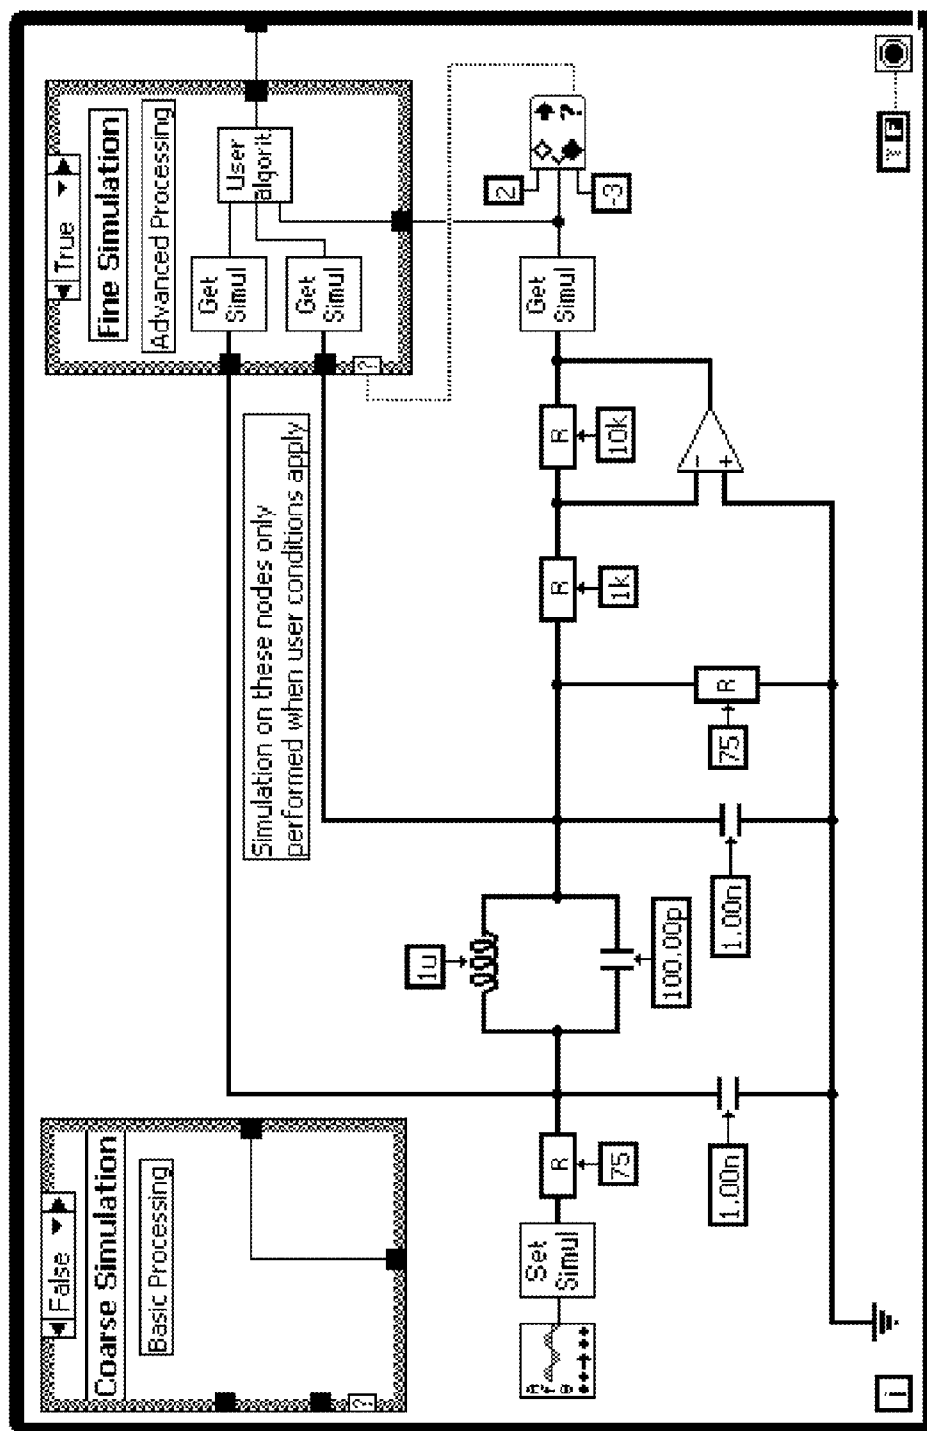 False
Coarse Simulation
Basic Processing
?
True
Fine Simulation
Advanced Processing
Get
Simul
Get
Simul
User
algorit
?
Simulation on these nodes only
performed when user conditions apply
Set
Simul
R
75
1u
100.00p
1.00n
1.00n
R
75
R
1k
R
10k
-
+
Get
Simul
2
-3
?
i